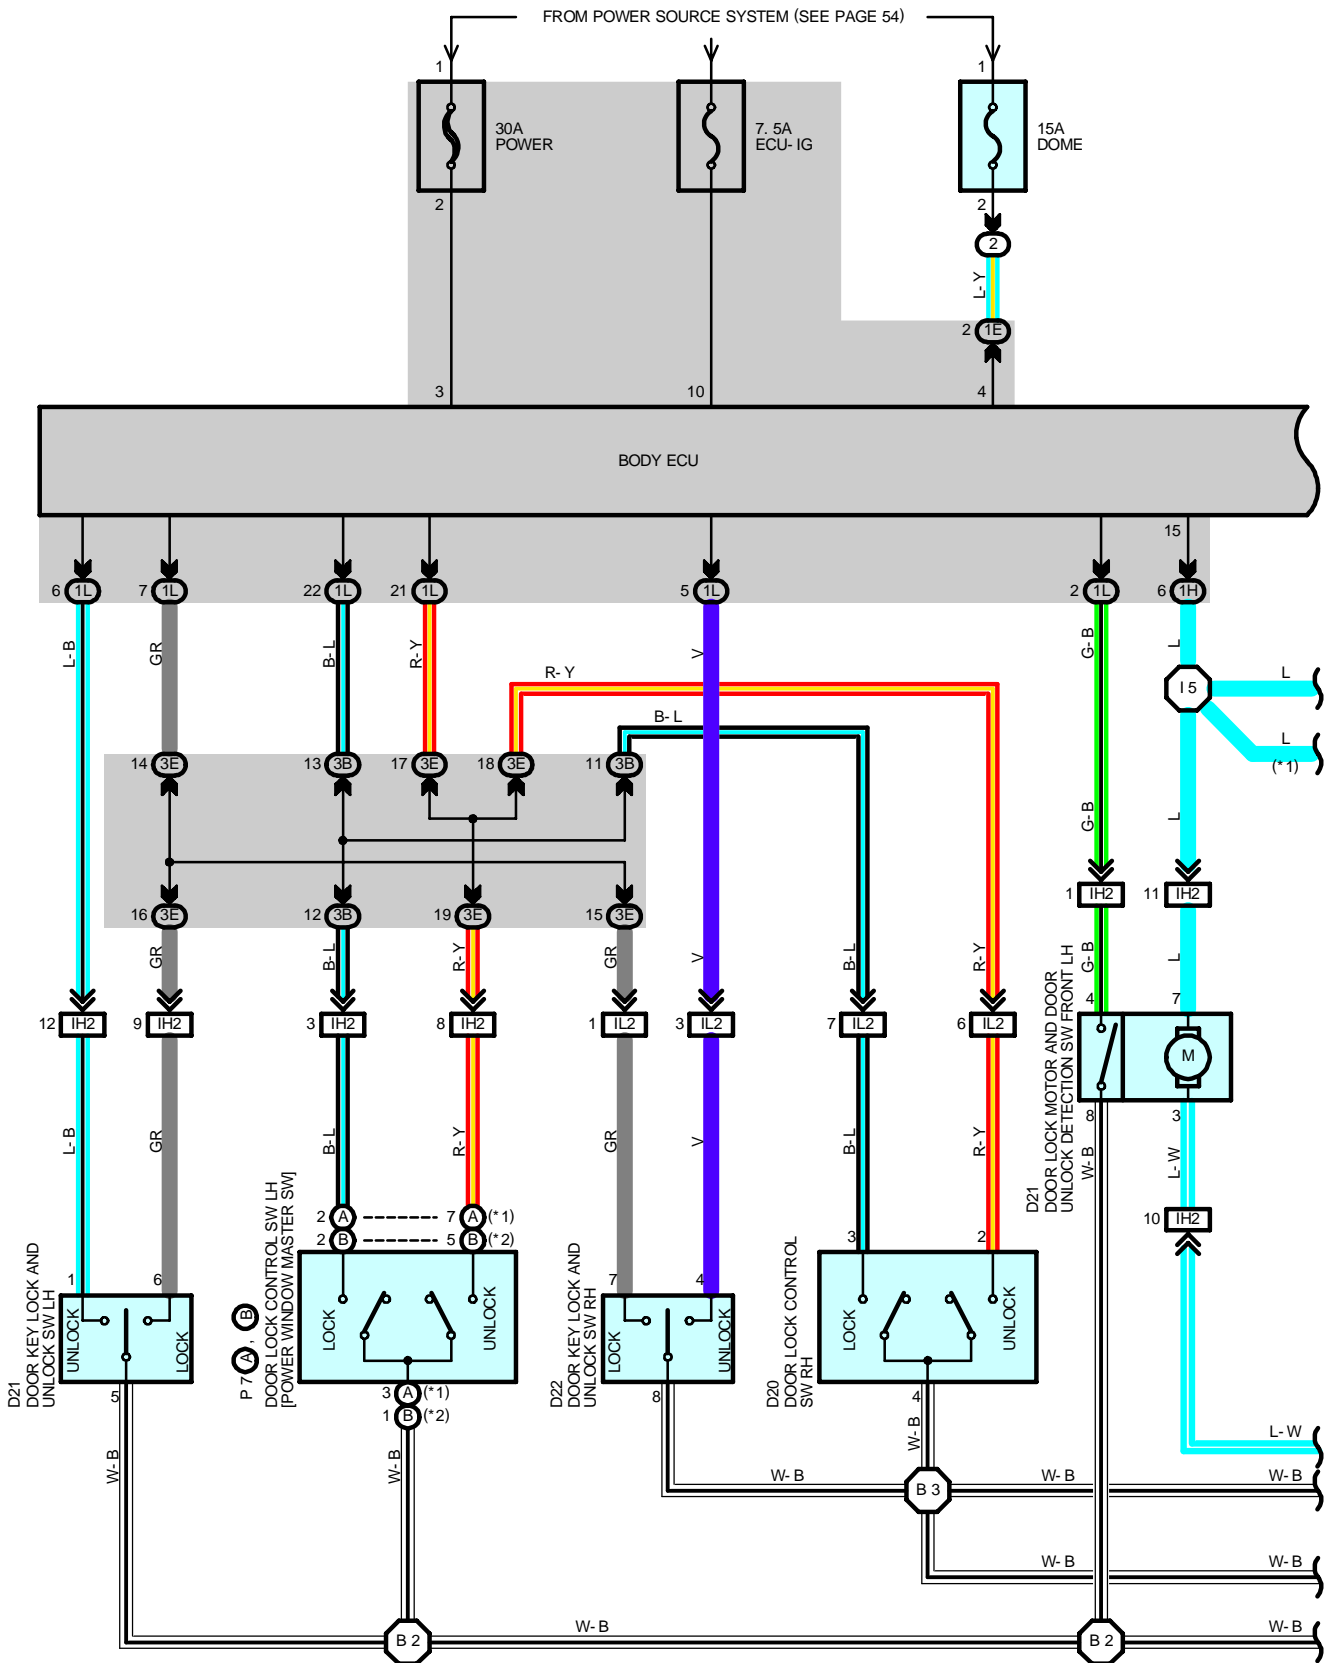 FROM POWER SOURCE SYSTEM (SEE PAGE 54)
1
1
30A
POWER
7. 5A
ECU- IG
15A
DOME
2
2
2
L- Y
2 1E
3
10
4
BODY ECU
15
6 1L
7 1L
22 1L
21 1L
5 1L
2 1L
6 1H
L- B
GR
B- L
R- Y
V
G- B
L
R- Y
I 5
L
B- L
L
(* 1)
14 3E
13 3B
17 3E
18 3E
11 3B
G- B
L
1 IH2
11 IH2
16 3E
12 3B
19 3E
15 3E
GR
B- L
R- Y
GR
V
B- L
R- Y
G- B
L
12 IH2
9 IH2
3 IH2
8 IH2
1 IL2
3 IL2
7 IL2
6 IL2
4
7
M
8
3
L- B
GR
B- L
R- Y
GR
V
B- L
R- Y
W- B
L- W
D21
DOOR LOCK MOTOR AND DOOR
UNLOCK DETECTION SW FRONT LH
10 IH2
2 A
7 A (* 1)
2 B
5 B (* 2)
1
6
7
4
3
2
UNLOCK
LOCK
LOCK
UNLOCK
LOCK
UNLOCK
LOCK
UNLOCK
D21
DOOR KEY LOCK AND
UNLOCK SW LH
P 7 A , B
DOOR LOCK CONTROL SW LH
[POWER WINDOW MASTER SW]
D22
DOOR KEY LOCK AND
UNLOCK SW RH
D20
DOOR LOCK CONTROL
SW RH
5
3 A (*1)
1 B (*2)
8
4
W- B
W- B
W- B
L- W
W- B
W- B
W- B
B 3
W- B
W- B
W- B
W- B
B 2
B 2